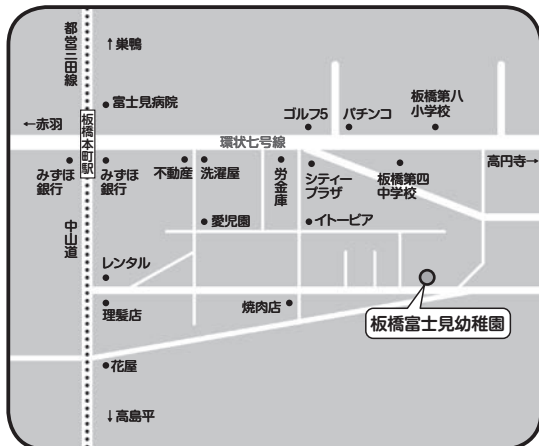 都営三田線
↑巣鴨
富士見病院
←赤羽
板橋本町駅
ゴルフ5
パチンコ
板橋第八
小学校
環状七号線
高円寺→
みずほ
銀行
みずほ
銀行
不動産
洗濯屋
労金庫
シティー
プラザ
板橋第四
中学校
中山道
愛児園
イトーピア
レンタル
理髪店
焼肉店
板橋富士見幼稚園
花屋
↓高島平